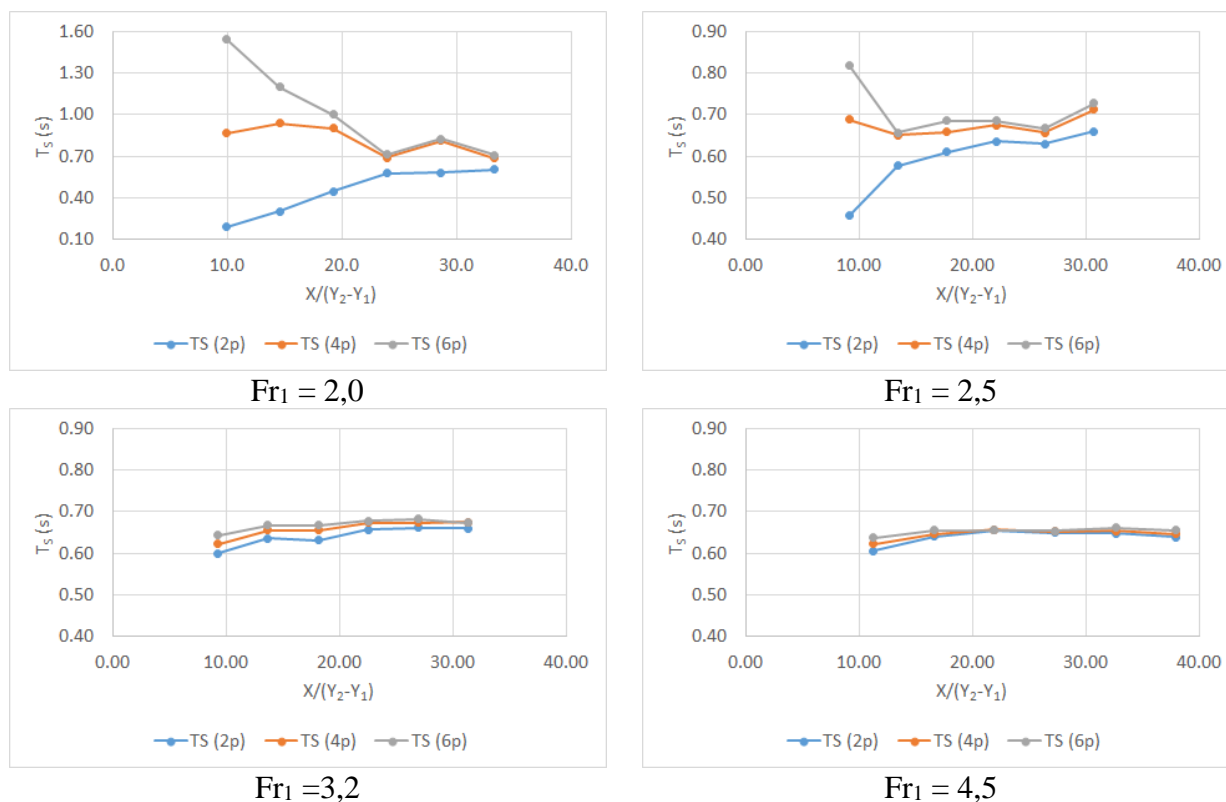 1.60
1.30
1.00
0.70
0.40
0.10
T_S (s)
0.0 10.0 20.0 30.0 40.0
X/(Y₂-Y₁)
TS (2p) TS (4p) TS (6p)
Fr₁ = 2,0
0.90
0.80
0.70
0.60
0.50
0.40
T_S (s)
0.00 10.00 20.00 30.00 40.0
X/(Y₂-Y₁)
TS (2p) TS (4p) TS (6p)
Fr₁ = 2,5
0.90
0.80
0.70
0.60
0.50
0.40
T_S (s)
0.00 10.00 20.00 30.00 40.00
X/(Y₂-Y₁)
TS (2p) TS (4p) TS (6p)
Fr₁ =3,2
0.90
0.80
0.70
0.60
0.50
0.40
T_S (s)
0.00 10.00 20.00 30.00 40.00
X/(Y₂-Y₁)
TS (2p) TS (4p) TS (6p)
Fr₁ = 4,5